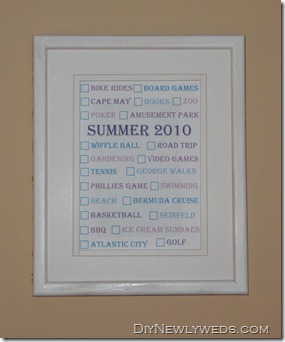 BIKE RIDES BOARD GAMES
CAPE MAY BOOKS ZOO
POKER AMUSEMENT PARK
SUMMER 2010
WIFFLE BALL ROAD TRIP
GARDENING VIDEO GAMES
TENNIS GEORGE WALKS
PHILLIES GAME SWIMMING
BEACH BERMUDA CRUISE
BASKETBALL SEINFELD
BBQ ICE CREAM SUNDAES
ATLANTIC CITY GOLF
DIYNEWLYWEDS.COM